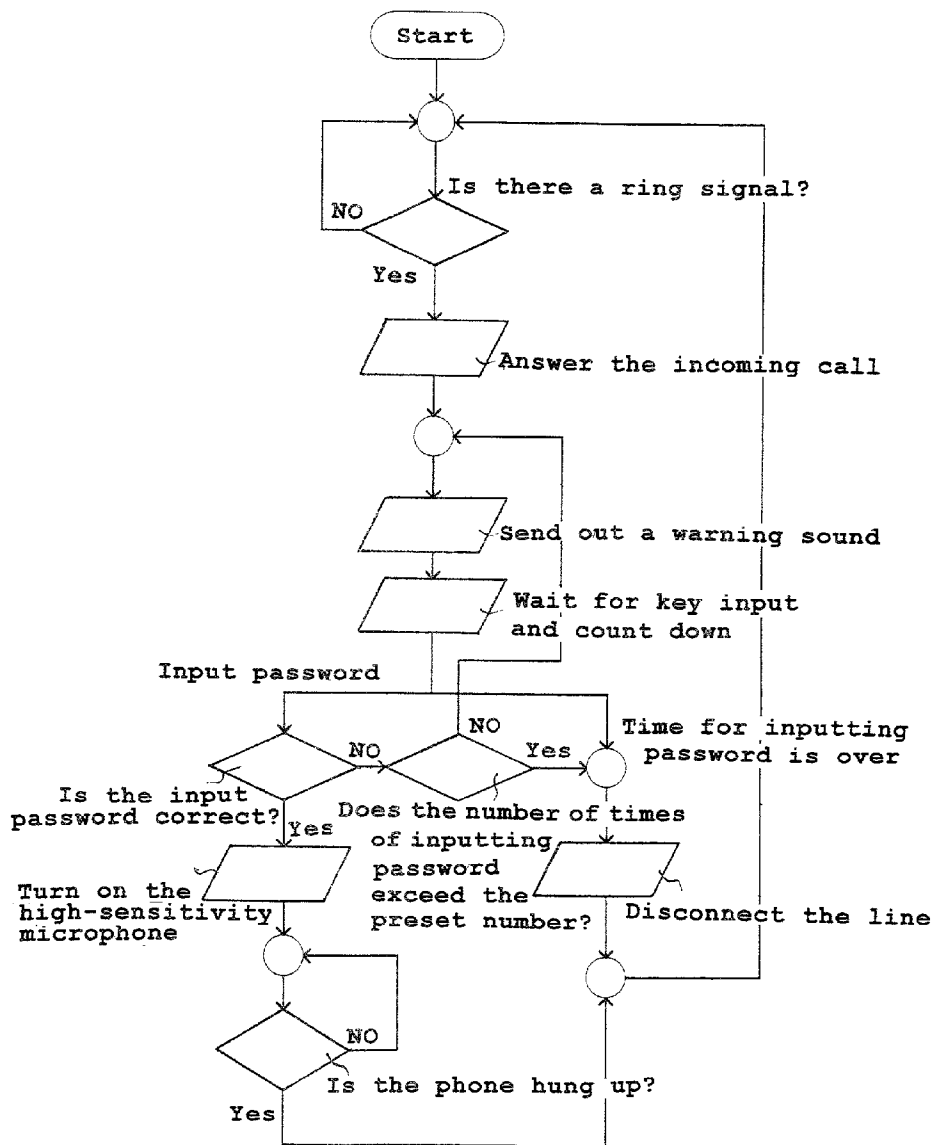 Start
Is there a ring signal?
NO
Yes
Answer the incoming call
Send out a warning sound
Wait for key input
and count down
Input password
NO
Time for inputting
password is over
NO
Yes
Is the input
password correct?
Does the number of times
of inputting
password
exceed the
preset number?
Yes
Turn on the
high-sensitivity
microphone
Disconnect the line
NO
Is the phone hung up?
Yes